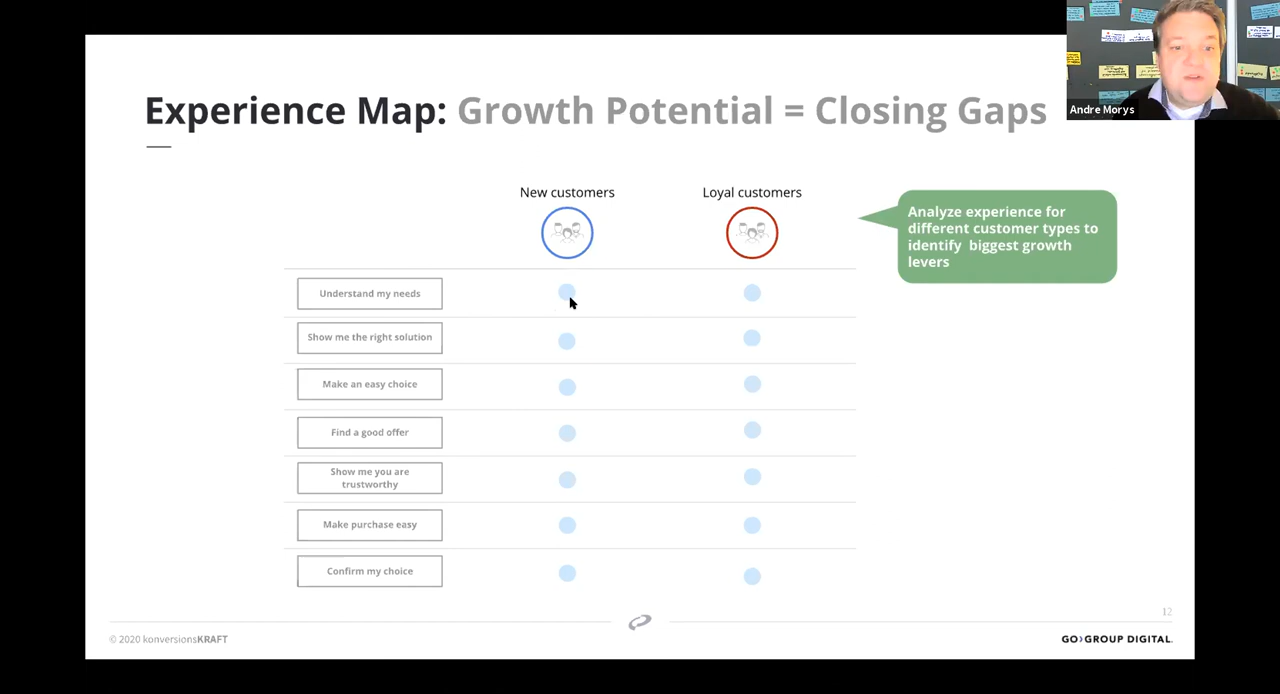 Andre Morys
Experience Map: Growth Potential = Closing Gaps
New customers
Loyal customers
Analyze experience for
different customer types to
identify biggest growth
levers
Understand my needs
Show me the right solution
Make an easy choice
Find a good offer
Show me you are
trustworthy
Make purchase easy
Confirm my choice
12
© 2020 konversionsKRAFT
GO›GROUP DIGITAL.